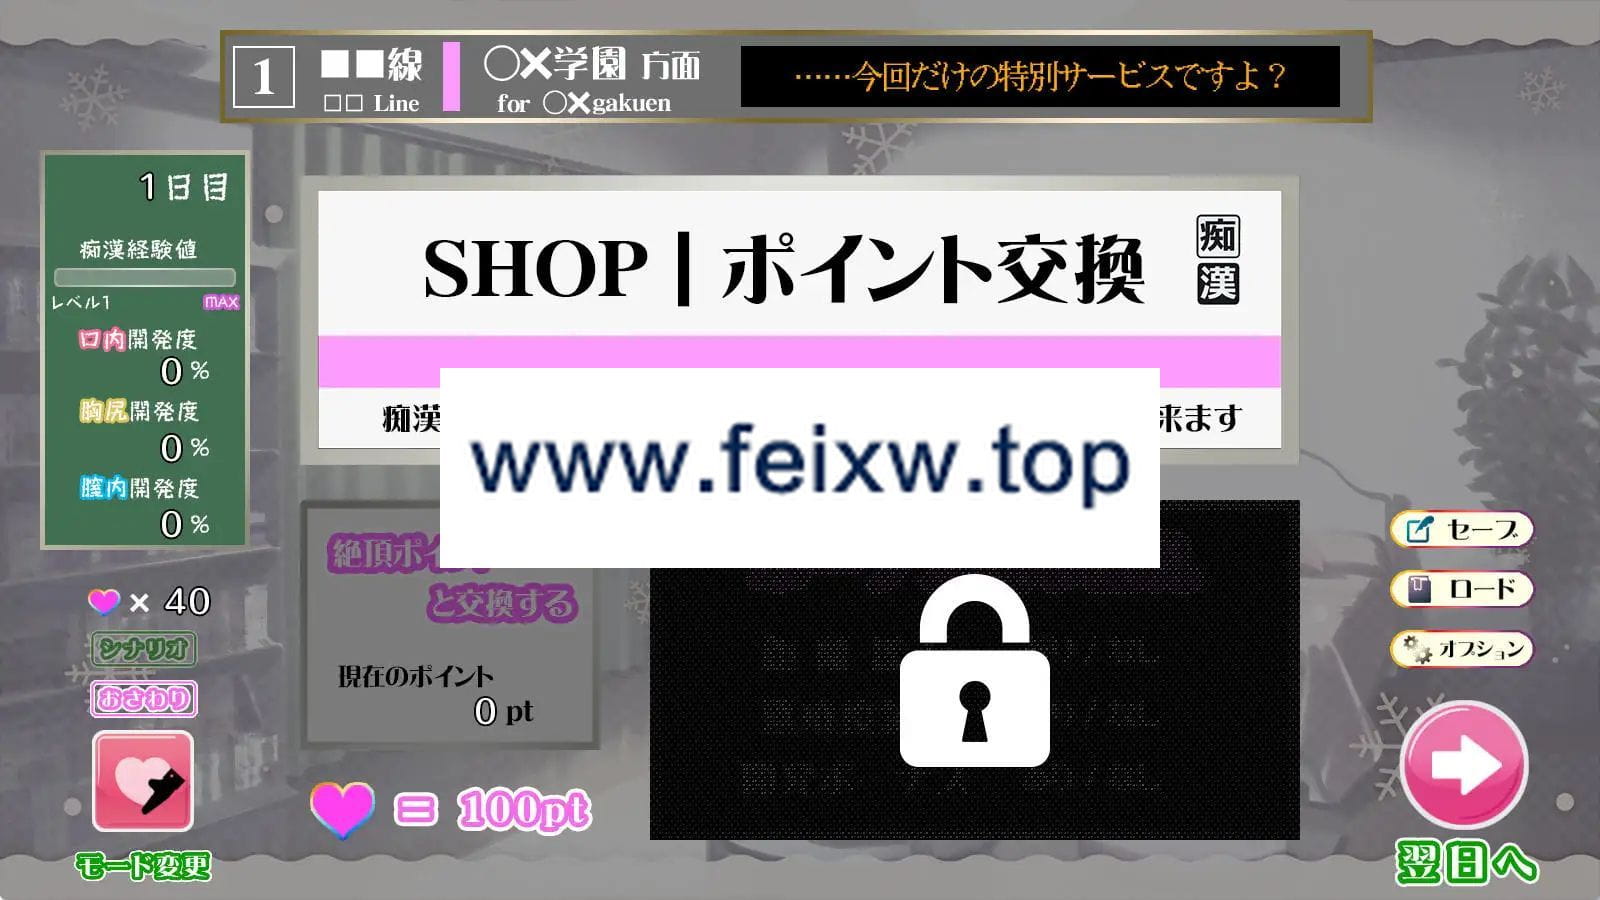 1
■■線
□□ Line
○×学園 方面
for ○×gakuen
……今回だけの特別サービスですよ？
1日目
痴漢経験値
レベル1 MAX
口内開発度
0%
胸尻開発度
0%
膣内開発度
0%
×40
シナリオ
おさわり
モード変更
SHOP | ポイント交換
痴漢
痴漢
来ます
www.feixw.top
絶頂ポイ
と交換する
現在のポイント
0 pt
= 100pt
セーブ
ロード
オプション
翌日へ